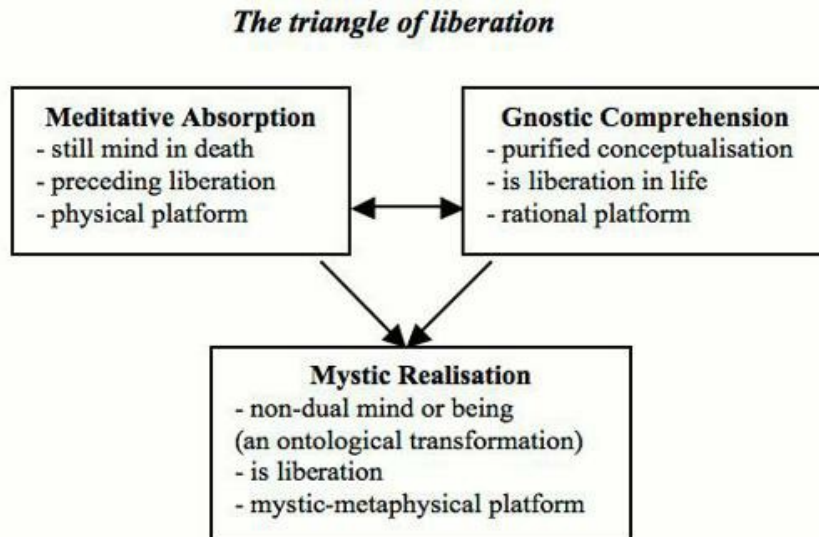 The triangle of liberation
Meditative Absorption
- still mind in death
- preceding liberation
- physical platform
Gnostic Comprehension
- purified conceptualisation
- is liberation in life
- rational platform
Mystic Realisation
- non-dual mind or being
(an ontological transformation)
- is liberation
- mystic-metaphysical platform